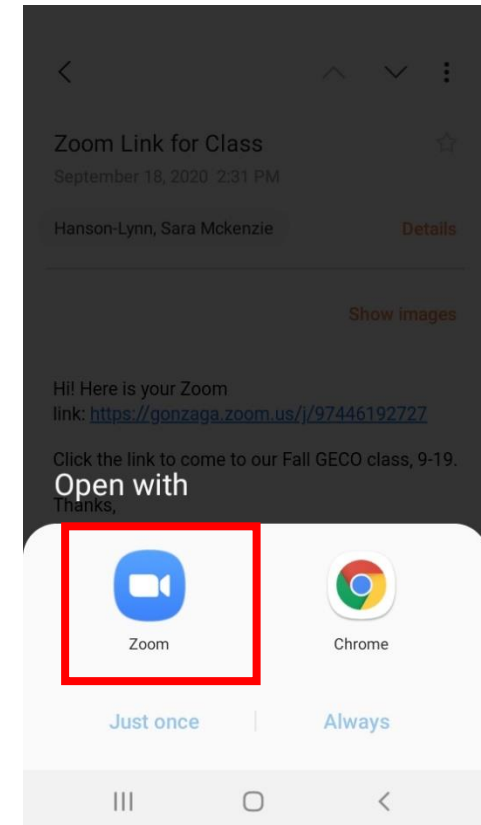 Zoom Link for Class
September 18, 2020 2:31 PM
Hanson-Lynn, Sara Mckenzie Details
Show images
Hi! Here is your Zoom
link: https://gonzaga.zoom.us/j/97446192727
Click the link to come to our Fall GECO class, 9-19.
Open with
Thanks,
Zoom Chrome
Just once Always